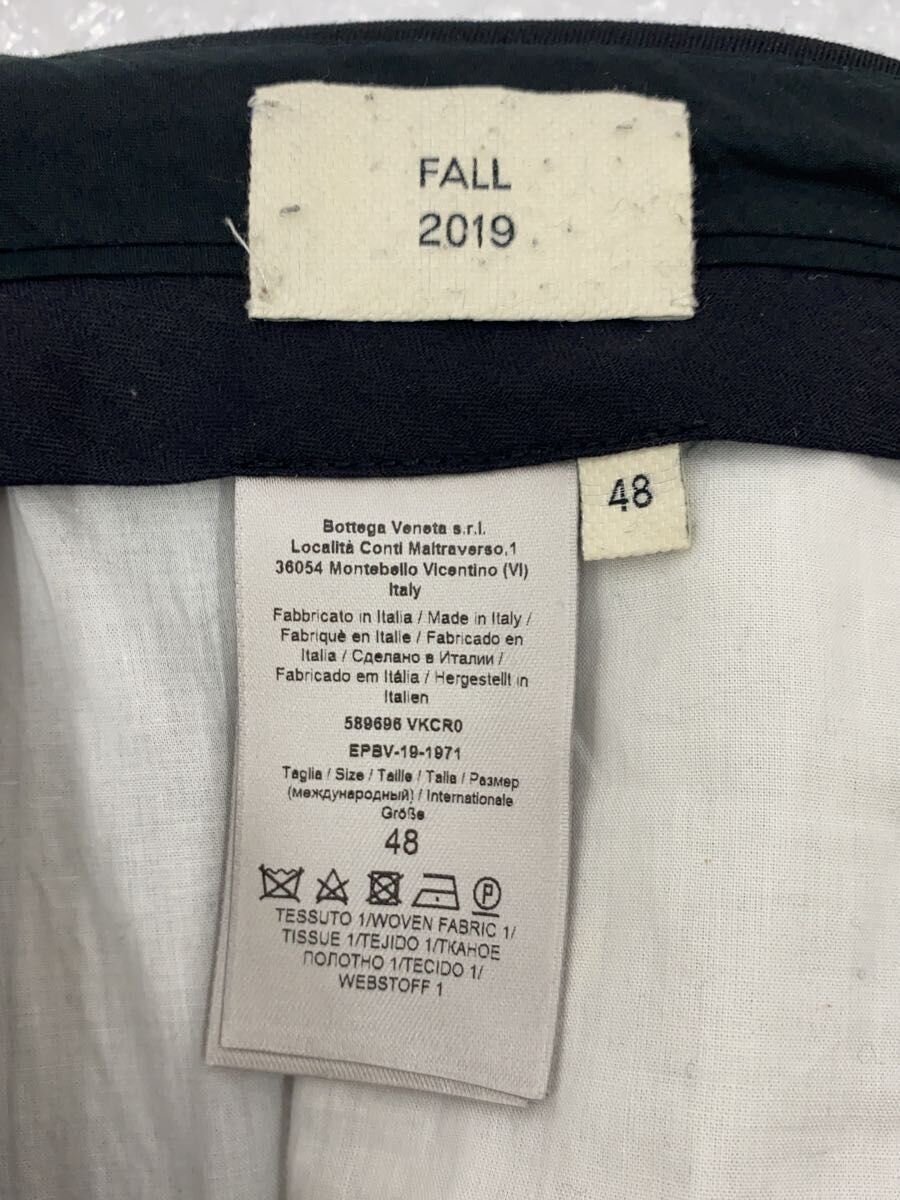 FALL
2019
48
Bottega Veneta s.r.l.
Località Conti Maltraverso,1
36054 Montebello Vicentino (VI)
Italy
Fabbricato in Italia / Made in Italy /
Fabriquè en Italie / Fabricado en
Italia / Сделано в Италии /
Fabricado em Itália / Hergestellt in
Italien
589696 VKCR0
EPBV-19-1971
Taglia / Size / Taille / Talla / Размер
(международный) / Internationale
Größe
48
P
TESSUTO 1/WOVEN FABRIC 1/
TISSUE 1/TEJIDO 1/ТКАНОЕ
ПОЛОТНО 1/TECIDO 1/
WEBSTOFF 1